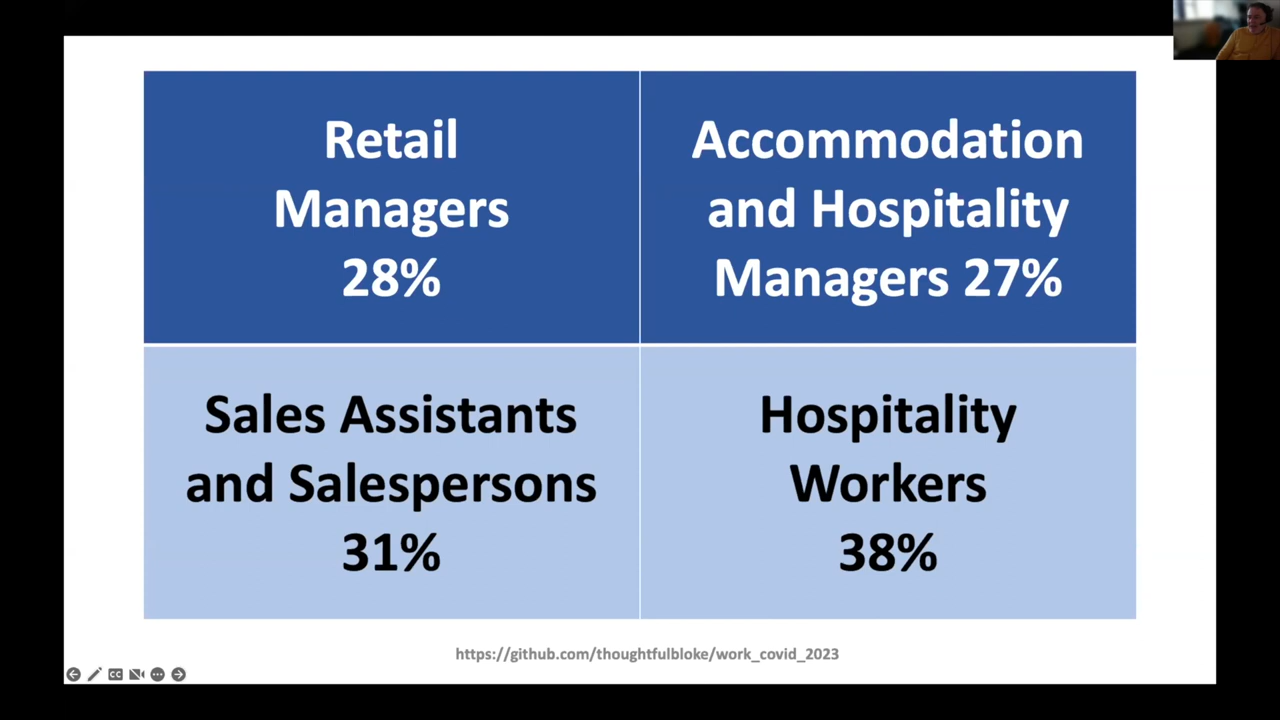 Retail
Managers
28%
Accommodation
and Hospitality
Managers 27%
Sales Assistants
and Salespersons
31%
Hospitality
Workers
38%
https://github.com/thoughtfulbloke/work_covid_2023
CC